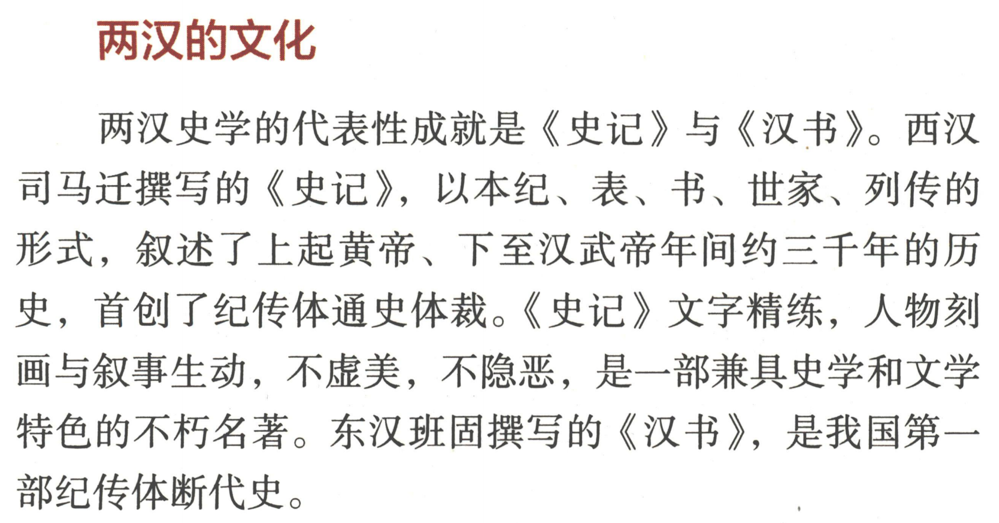 两汉的文化
两汉史学的代表性成就是《史记》与《汉书》。西汉
司马迁撰写的《史记》，以本纪、表、书、世家、列传的
形式，叙述了上起黄帝、下至汉武帝年间约三千年的历
史，首创了纪传体通史体裁。《史记》文字精练，人物刻
画与叙事生动，不虚美，不隐恶，是一部兼具史学和文学
特色的不朽名著。东汉班固撰写的《汉书》，是我国第一
部纪传体断代史。